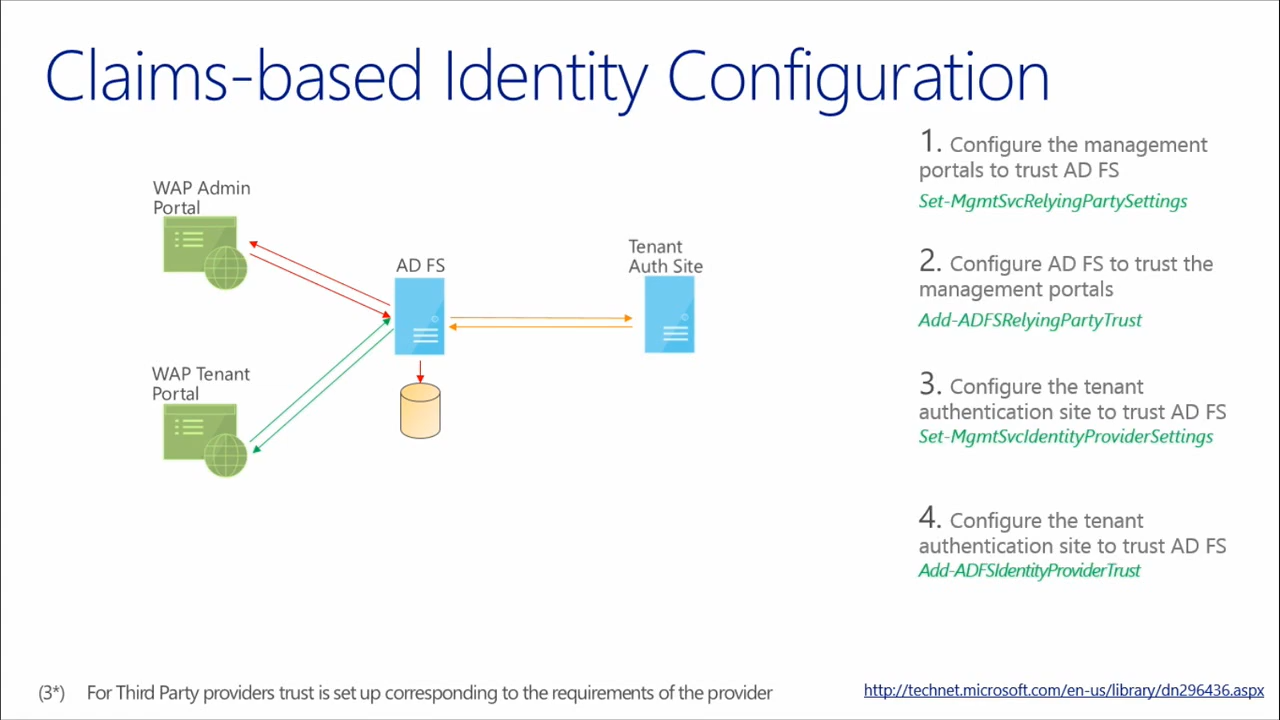 Claims-based Identity Configuration
WAP Admin
Portal
AD FS
Tenant
Auth Site
WAP Tenant
Portal
1. Configure the management
portals to trust AD FS
Set-MgmtSvcRelyingPartySettings
2. Configure AD FS to trust the
management portals
Add-ADFSRelyingPartyTrust
3. Configure the tenant
authentication site to trust AD FS
Set-MgmtSvcIdentityProviderSettings
4. Configure the tenant
authentication site to trust AD FS
Add-ADFSIdentityProviderTrust
(3*) For Third Party providers trust is set up corresponding to the requirements of the provider
http://technet.microsoft.com/en-us/library/dn296436.aspx